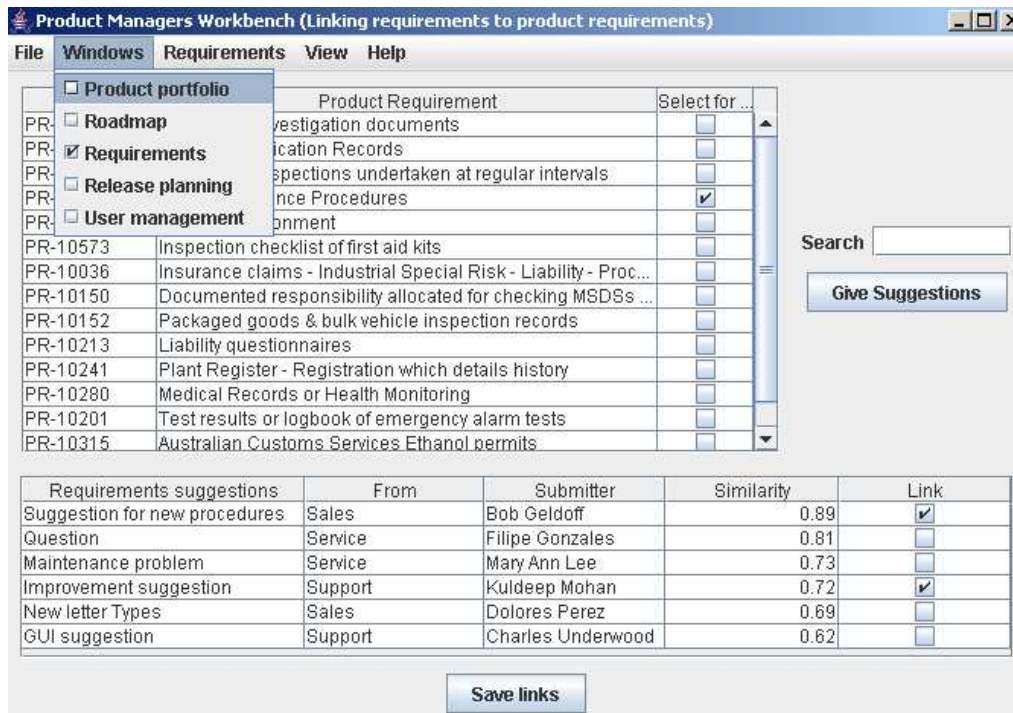 Product Managers Workbench (Linking requirements to product requirements)
File Windows Requirements View Help
Product portfolio
Roadmap
Requirements
Release planning
User management
Product Requirement Select for ...
PR- vestigation documents
PR- ication Records
PR- spections undertaken at regular intervals
PR- nce Procedures
PR- onment
PR-10573 Inspection checklist of first aid kits
PR-10036 Insurance claims - Industrial Special Risk - Liability - Proc...
PR-10150 Documented responsibility allocated for checking MSDSs ...
PR-10152 Packaged goods & bulk vehicle inspection records
PR-10213 Liability questionnaires
PR-10241 Plant Register - Registration which details history
PR-10280 Medical Records or Health Monitoring
PR-10201 Test results or logbook of emergency alarm tests
PR-10315 Australian Customs Services Ethanol permits
Search
Give Suggestions
Requirements suggestions From Submitter Similarity Link
Suggestion for new procedures Sales Bob Geldoff 0.89
Question Service Filipe Gonzales 0.81
Maintenance problem Service Mary Ann Lee 0.73
Improvement suggestion Support Kuldeep Mohan 0.72
New letter Types Sales Dolores Perez 0.69
GUI suggestion Support Charles Underwood 0.62
Save links